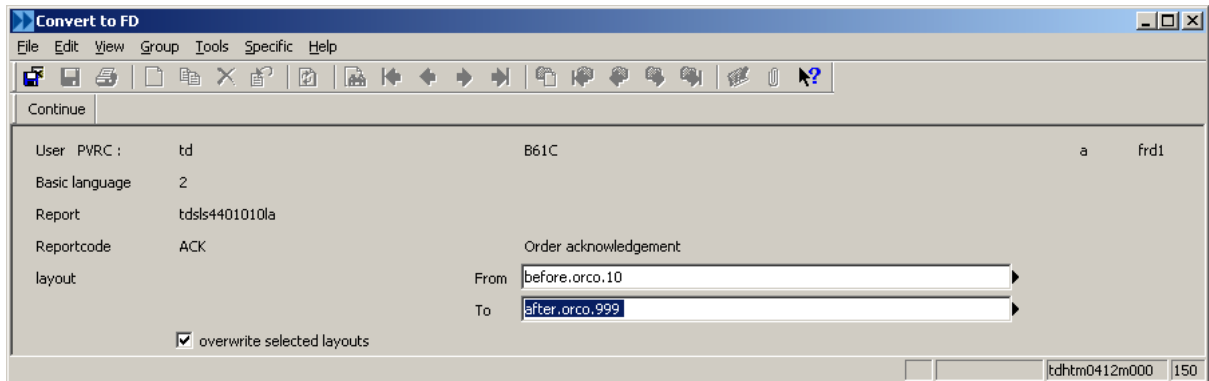 Convert to FD
File Edit View Group Tools Specific Help
Continue
User PVRC : td B61C a frd1
Basic language 2
Report tdsls4401010la
Reportcode ACK Order acknowledgement
layout From before.orco.10
To after.orco.999
overwrite selected layouts
tdhtm0412m000 150